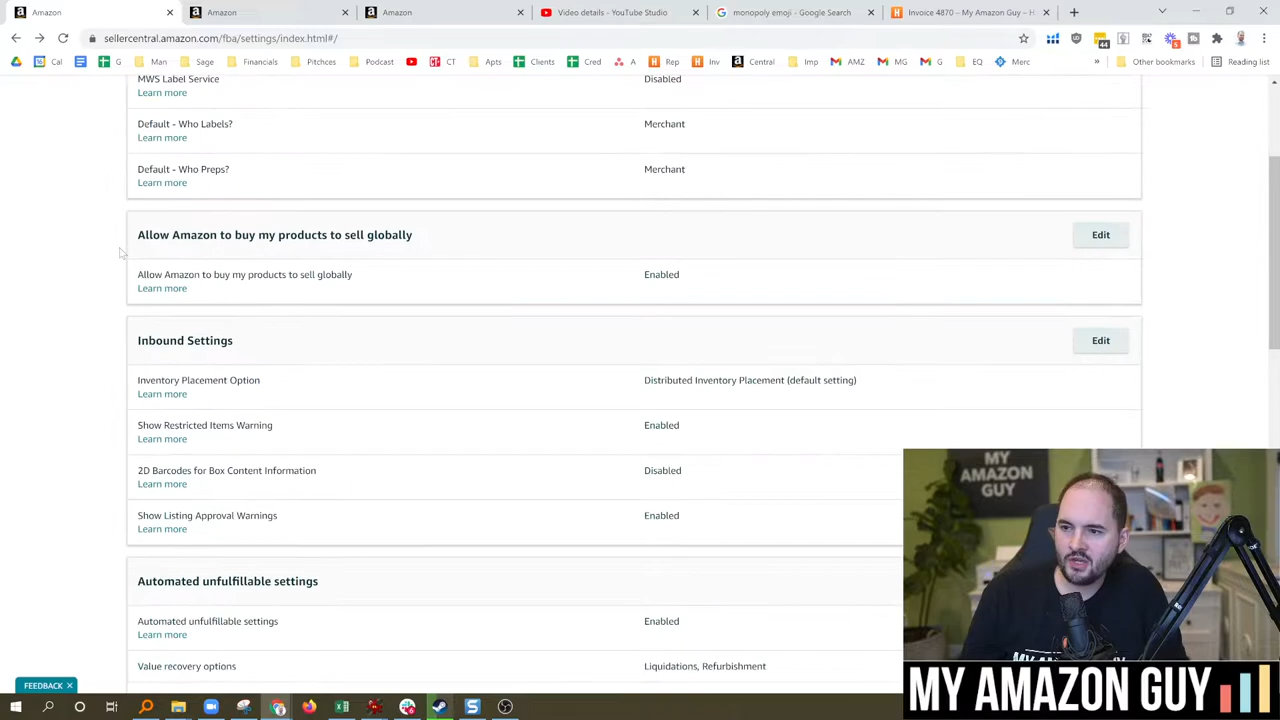 Amazon
Amazon
Amazon
Video details - YouTube Studio
monopoly emoji - Google Search
Invoice 4870 – My Amazon Guy – H
sellercentral.amazon.com/fba/settings/index.html#/
Cal
G
Man
Sage
Financials
Pitchces
Podcast
CT
Apts
Clients
Cred
A
Rep
Inv
Central
Imp
AMZ
MG
G
EQ
Merc
»
Other bookmarks
Reading list
MWS Label Service
Disabled
Learn more
Default - Who Labels?
Merchant
Learn more
Default - Who Preps?
Merchant
Learn more
Allow Amazon to buy my products to sell globally
Edit
Allow Amazon to buy my products to sell globally
Enabled
Learn more
Inbound Settings
Edit
Inventory Placement Option
Distributed Inventory Placement (default setting)
Learn more
Show Restricted Items Warning
Enabled
Learn more
2D Barcodes for Box Content Information
Disabled
Learn more
Show Listing Approval Warnings
Enabled
Learn more
Automated unfulfillable settings
Automated unfulfillable settings
Enabled
Learn more
Value recovery options
Liquidations, Refurbishment
MY AMAZON
GUY
FEEDBACK ×
MY AMAZON GUY